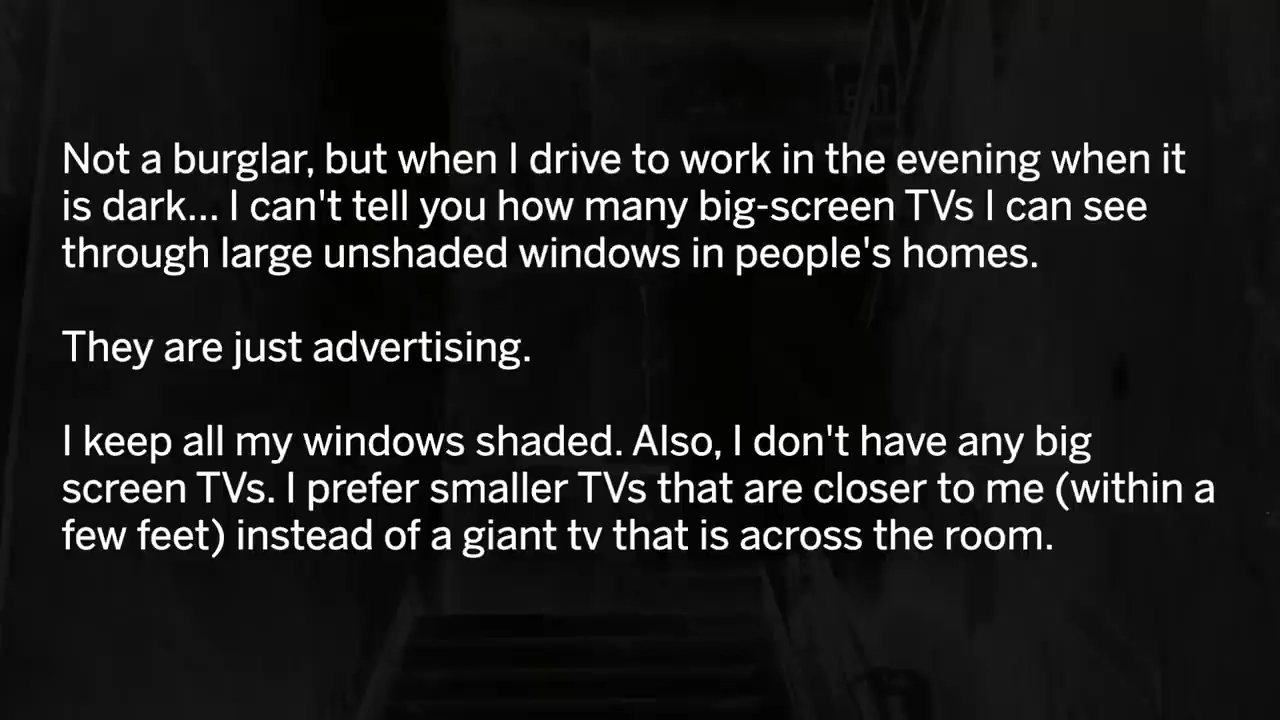 Not a burglar, but when I drive to work in the evening when it
is dark... I can't tell you how many big-screen TVs I can see
through large unshaded windows in people's homes.
They are just advertising.
I keep all my windows shaded. Also, I don't have any big
screen TVs. I prefer smaller TVs that are closer to me (within a
few feet) instead of a giant tv that is across the room.